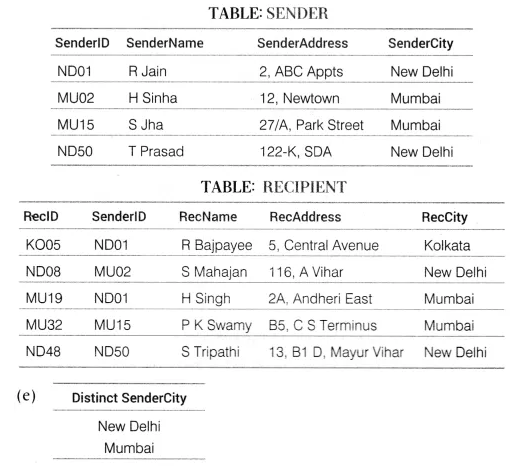 TABLE: SENDER
SenderID SenderName SenderAddress SenderCity
ND01 R Jain 2, ABC Appts New Delhi
MU02 H Sinha 12, Newtown Mumbai
MU15 S Jha 27/A, Park Street Mumbai
ND50 T Prasad 122-K, SDA New Delhi
TABLE: RECIPIENT
RecID SenderID RecName RecAddress RecCity
KO05 ND01 R Bajpayee 5, Central Avenue Kolkata
ND08 MU02 S Mahajan 116, A Vihar New Delhi
MU19 ND01 H Singh 2A, Andheri East Mumbai
MU32 MU15 P K Swamy B5, C S Terminus Mumbai
ND48 ND50 S Tripathi 13, B1 D, Mayur Vihar New Delhi
(e) Distinct SenderCity
New Delhi
Mumbai